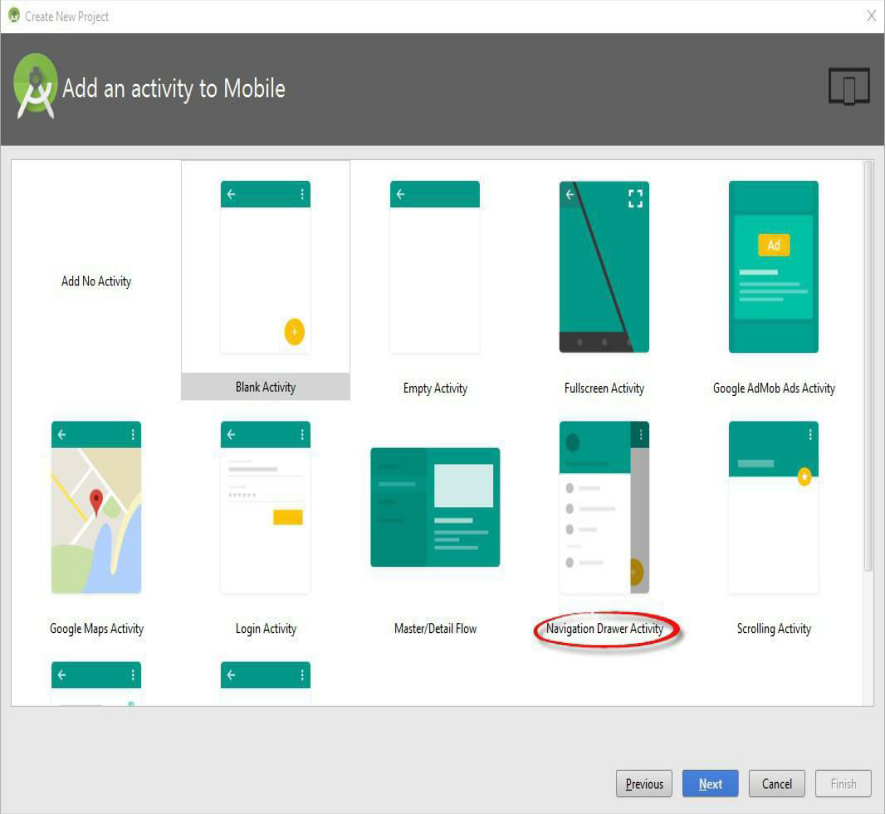 Create New Project
Add an activity to Mobile
Ad
Add No Activity
Blank Activity
Empty Activity
Fullscreen Activity
Google AdMob Ads Activity
Google Maps Activity
Login Activity
Master/Detail Flow
Navigation Drawer Activity
Scrolling Activity
Previous
Next
Cancel
Finish